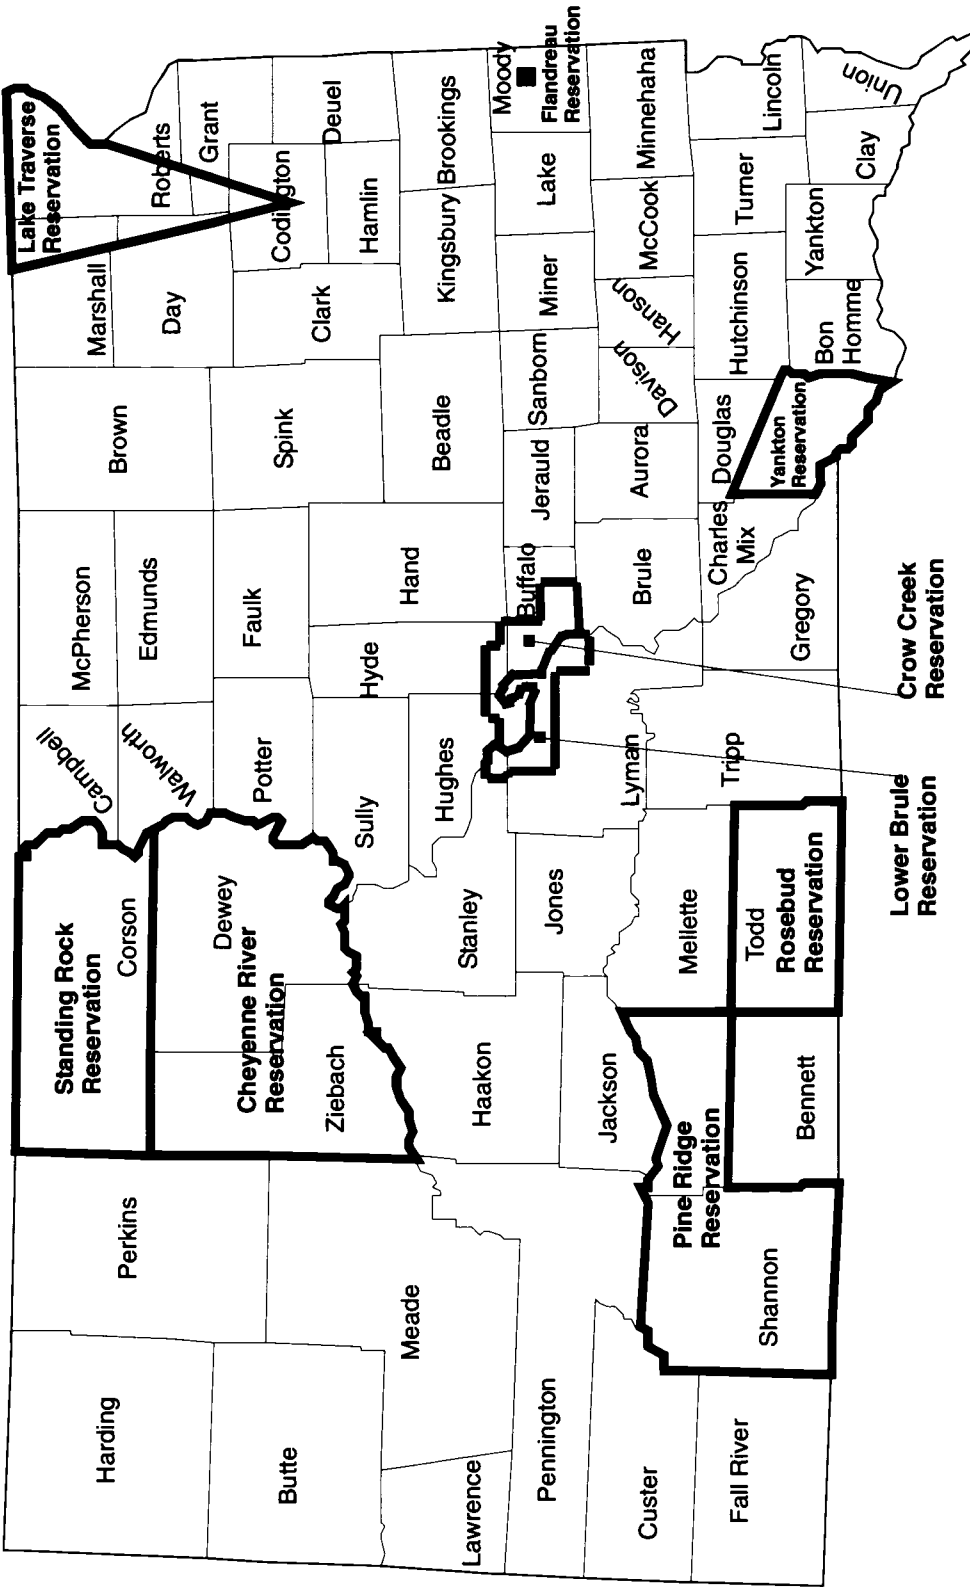 Harding
Perkins
Butte
Meade
Lawrence
Pennington
Custer
Fall River
Shannon
Standing Rock
Reservation
Corson
Dewey
Cheyenne River
Reservation
Ziebach
Haakon
Jackson
Pine Ridge
Reservation
Bennett
Campbell
Walworth
Potter
Sully
Hughes
Stanley
Jones
Lyman
Mellette
Todd
Rosebud
Reservation
Tripp
McPherson
Edmunds
Faulk
Hyde
Hand
Buffalo
Brule
Charles
Mix
Gregory
Lower Brule
Reservation
Crow Creek
Reservation
Brown
Spink
Beadle
Jerauld
Sanborn
Aurora
Davison
Hanson
Douglas
Yankton
Reservation
Hutchinson
Bon
Homme
Lake Traverse
Reservation
Marshall
Roberts
Day
Grant
Clark
Codington
Deuel
Hamlin
Kingsbury
Brookings
Miner
Lake
Moody
Flandreau
Reservation
McCook
Minnehaha
Turner
Lincoln
Yankton
Clay
Union